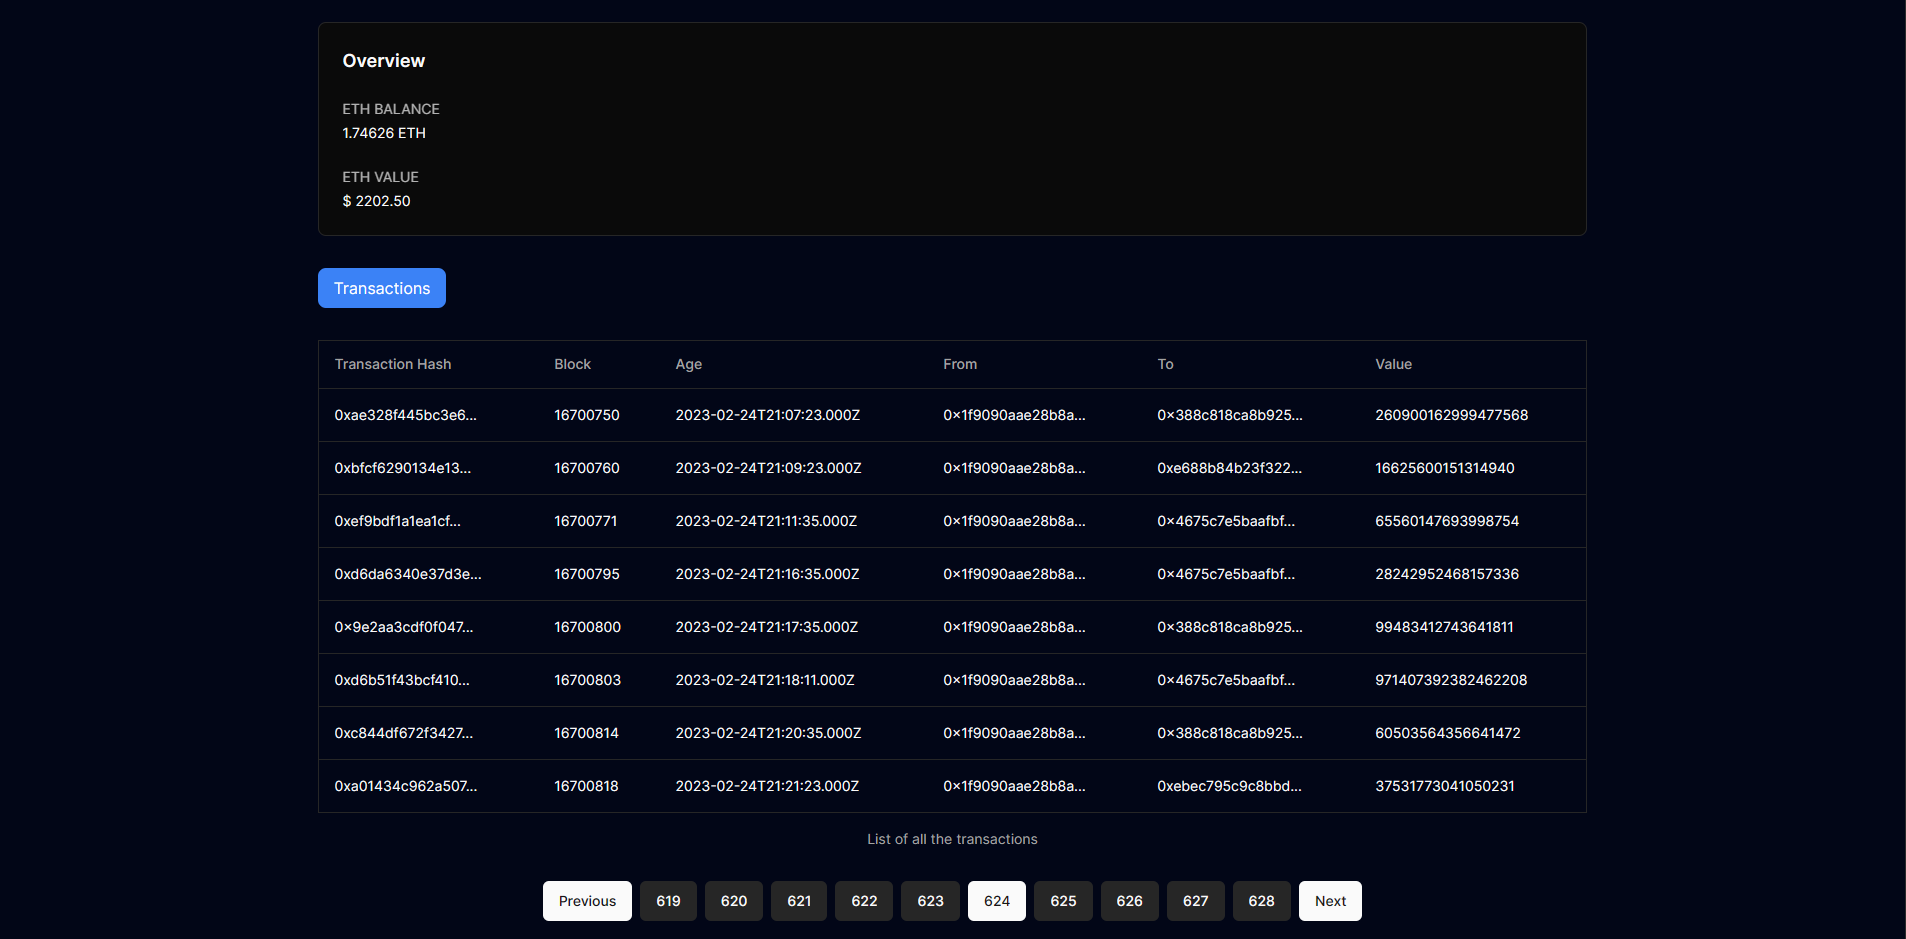 Overview
ETH BALANCE
1.74626 ETH
ETH VALUE
$ 2202.50
Transactions
Transaction Hash Block Age From To Value
0xae328f445bc3e6... 16700750 2023-02-24T21:07:23.000Z 0x1f9090aae28b8a... 0x388c818ca8b925... 260900162999477568
0xbfcf6290134e13... 16700760 2023-02-24T21:09:23.000Z 0x1f9090aae28b8a... 0xe688b84b23f322... 16625600151314940
0xef9bdf1a1ea1cf... 16700771 2023-02-24T21:11:35.000Z 0x1f9090aae28b8a... 0x4675c7e5baafbf... 65560147693998754
0xd6da6340e37d3e... 16700795 2023-02-24T21:16:35.000Z 0x1f9090aae28b8a... 0x4675c7e5baafbf... 28242952468157336
0x9e2aa3cdf0f047... 16700800 2023-02-24T21:17:35.000Z 0x1f9090aae28b8a... 0x388c818ca8b925... 99483412743641811
0xd6b51f43bcf410... 16700803 2023-02-24T21:18:11.000Z 0x1f9090aae28b8a... 0x4675c7e5baafbf... 971407392382462208
0xc844df672f3427... 16700814 2023-02-24T21:20:35.000Z 0x1f9090aae28b8a... 0x388c818ca8b925... 60503564356641472
0xa01434c962a507... 16700818 2023-02-24T21:21:23.000Z 0x1f9090aae28b8a... 0xebec795c9c8bbd... 37531773041050231
List of all the transactions
Previous 619 620 621 622 623 624 625 626 627 628 Next